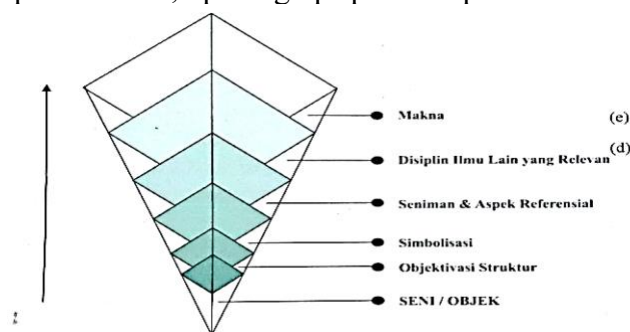 Makna (e)
(d)
Disiplin Ilmu Lain yang Relevan
Seniman & Aspek Referensial
Simbolisasi
Objektivasi Struktur
SENI / OBJEK